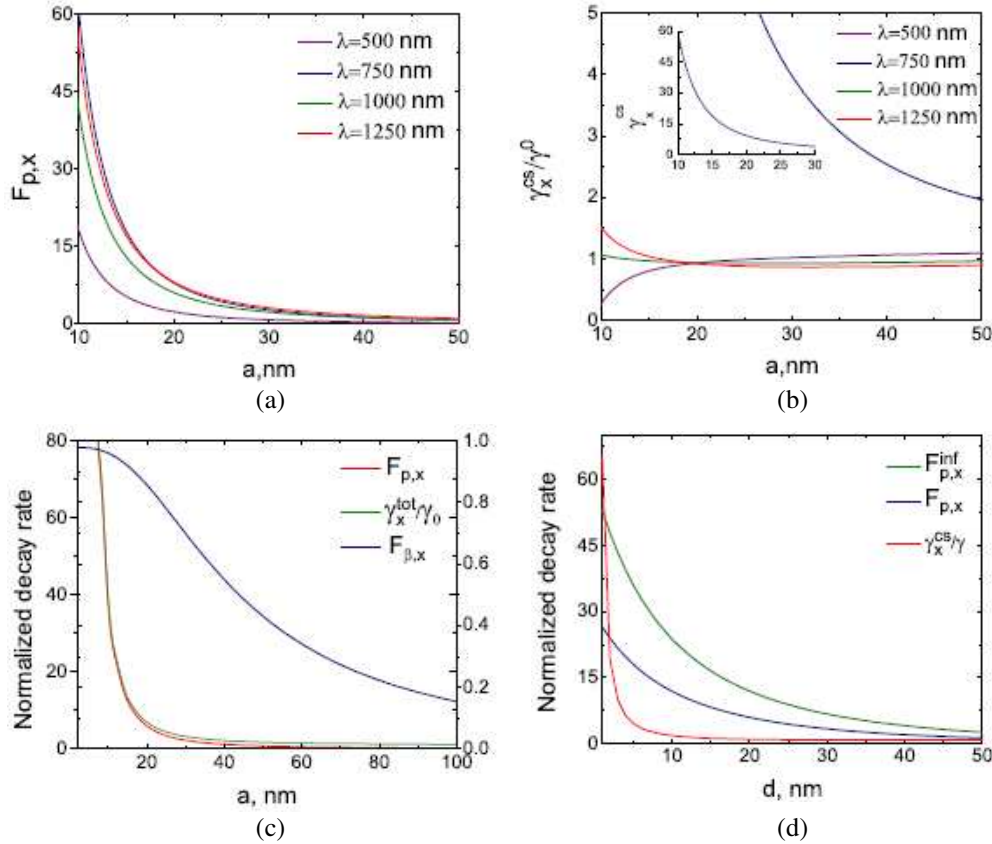 60
45
30
15
0
F_{p,x}
λ=500 nm
λ=750 nm
λ=1000 nm
λ=1250 nm
10 20 30 40 50
a,nm
(a)
5
4
3
2
1
0
γ_x^{cs}/γ^0
60
45
30
15
0
γ_x^{cs}
10 15 20 25 30
λ=500 nm
λ=750 nm
λ=1000 nm
λ=1250 nm
10 20 30 40 50
a,nm
(b)
80
60
40
20
0
Normalized decay rate
F_{p,x}
γ_x^{tot}/γ_0
F_{β,x}
1.0
0.8
0.6
0.4
0.2
0.0
20 40 60 80 100
a, nm
(c)
60
45
30
15
0
Normalized decay rate
F_{p,x}^{inf}
F_{p,x}
γ_x^{cs}/γ
10 20 30 40 50
d, nm
(d)